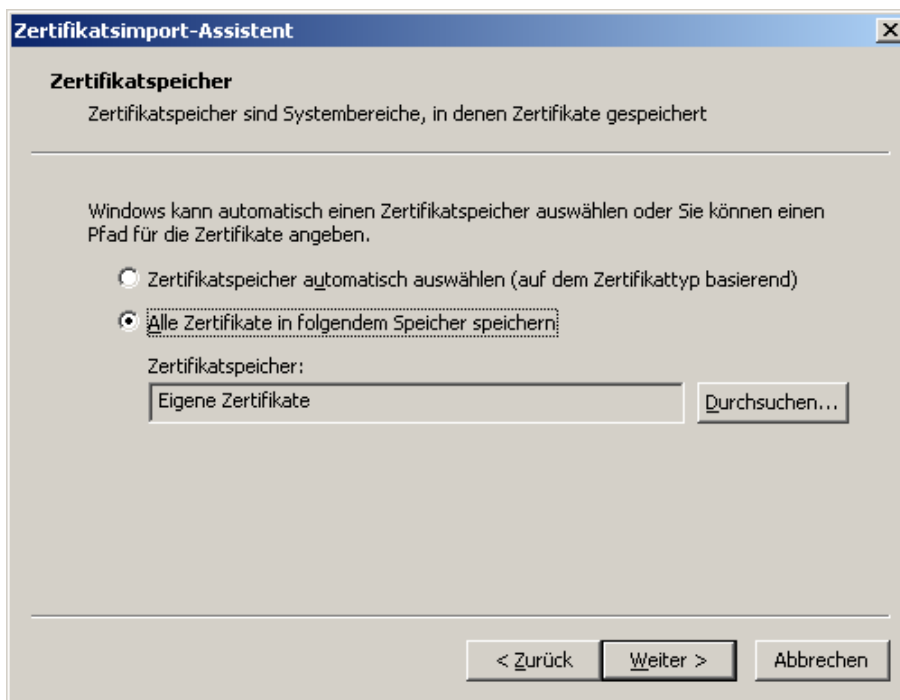 Zertifikatsimport-Assistent
Zertifikatspeicher
Zertifikatspeicher sind Systembereiche, in denen Zertifikate gespeichert
Windows kann automatisch einen Zertifikatspeicher auswählen oder Sie können einen
Pfad für die Zertifikate angeben.
Zertifikatspeicher automatisch auswählen (auf dem Zertifikattyp basierend)
Alle Zertifikate in folgendem Speicher speichern
Zertifikatspeicher:
Eigene Zertifikate
Durchsuchen...
< Zurück
Weiter >
Abbrechen